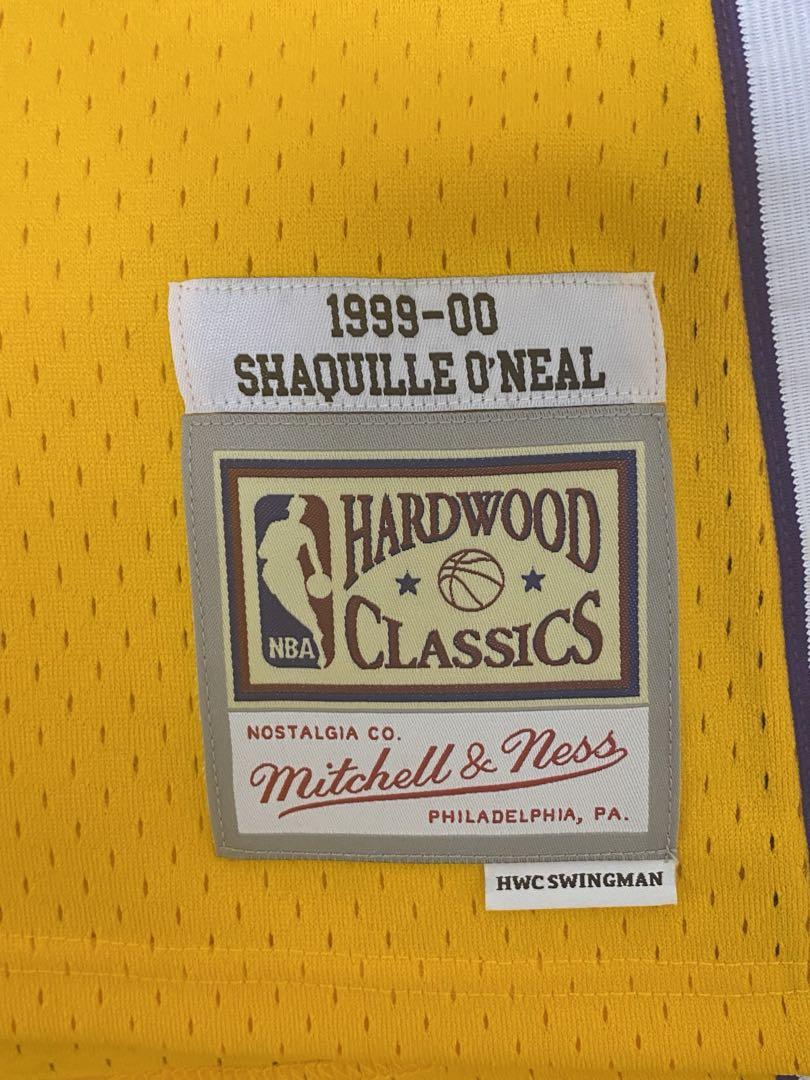 1999-00
SHAQUILLE O'NEAL
HARDWOOD
CLASSICS
NBA
NOSTALGIA CO.
Mitchell & Ness
PHILADELPHIA, PA.
HWC SWINGMAN